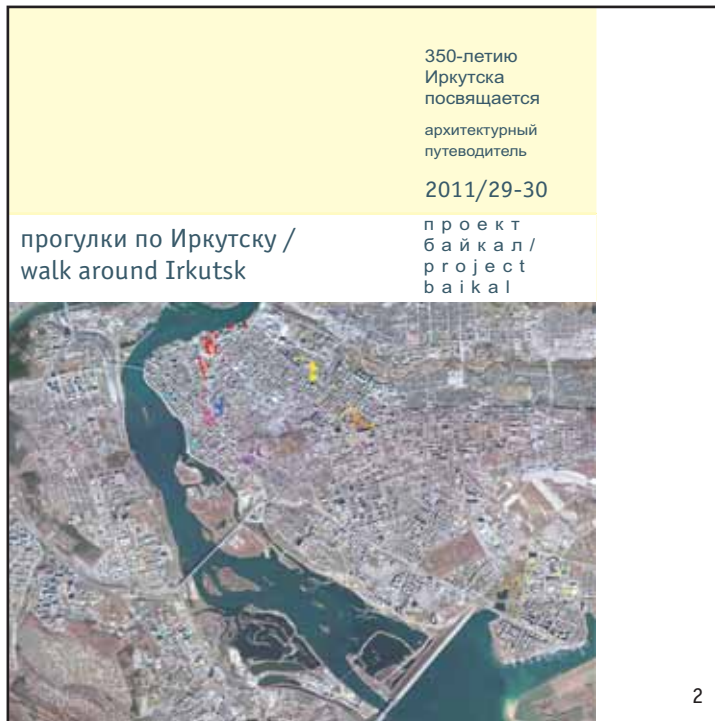 350-летию
Иркутска
посвящается
архитектурный
путеводитель
2011/29-30
прогулки по Иркутску /
walk around Irkutsk
проект
байкал/
project
baikal
2